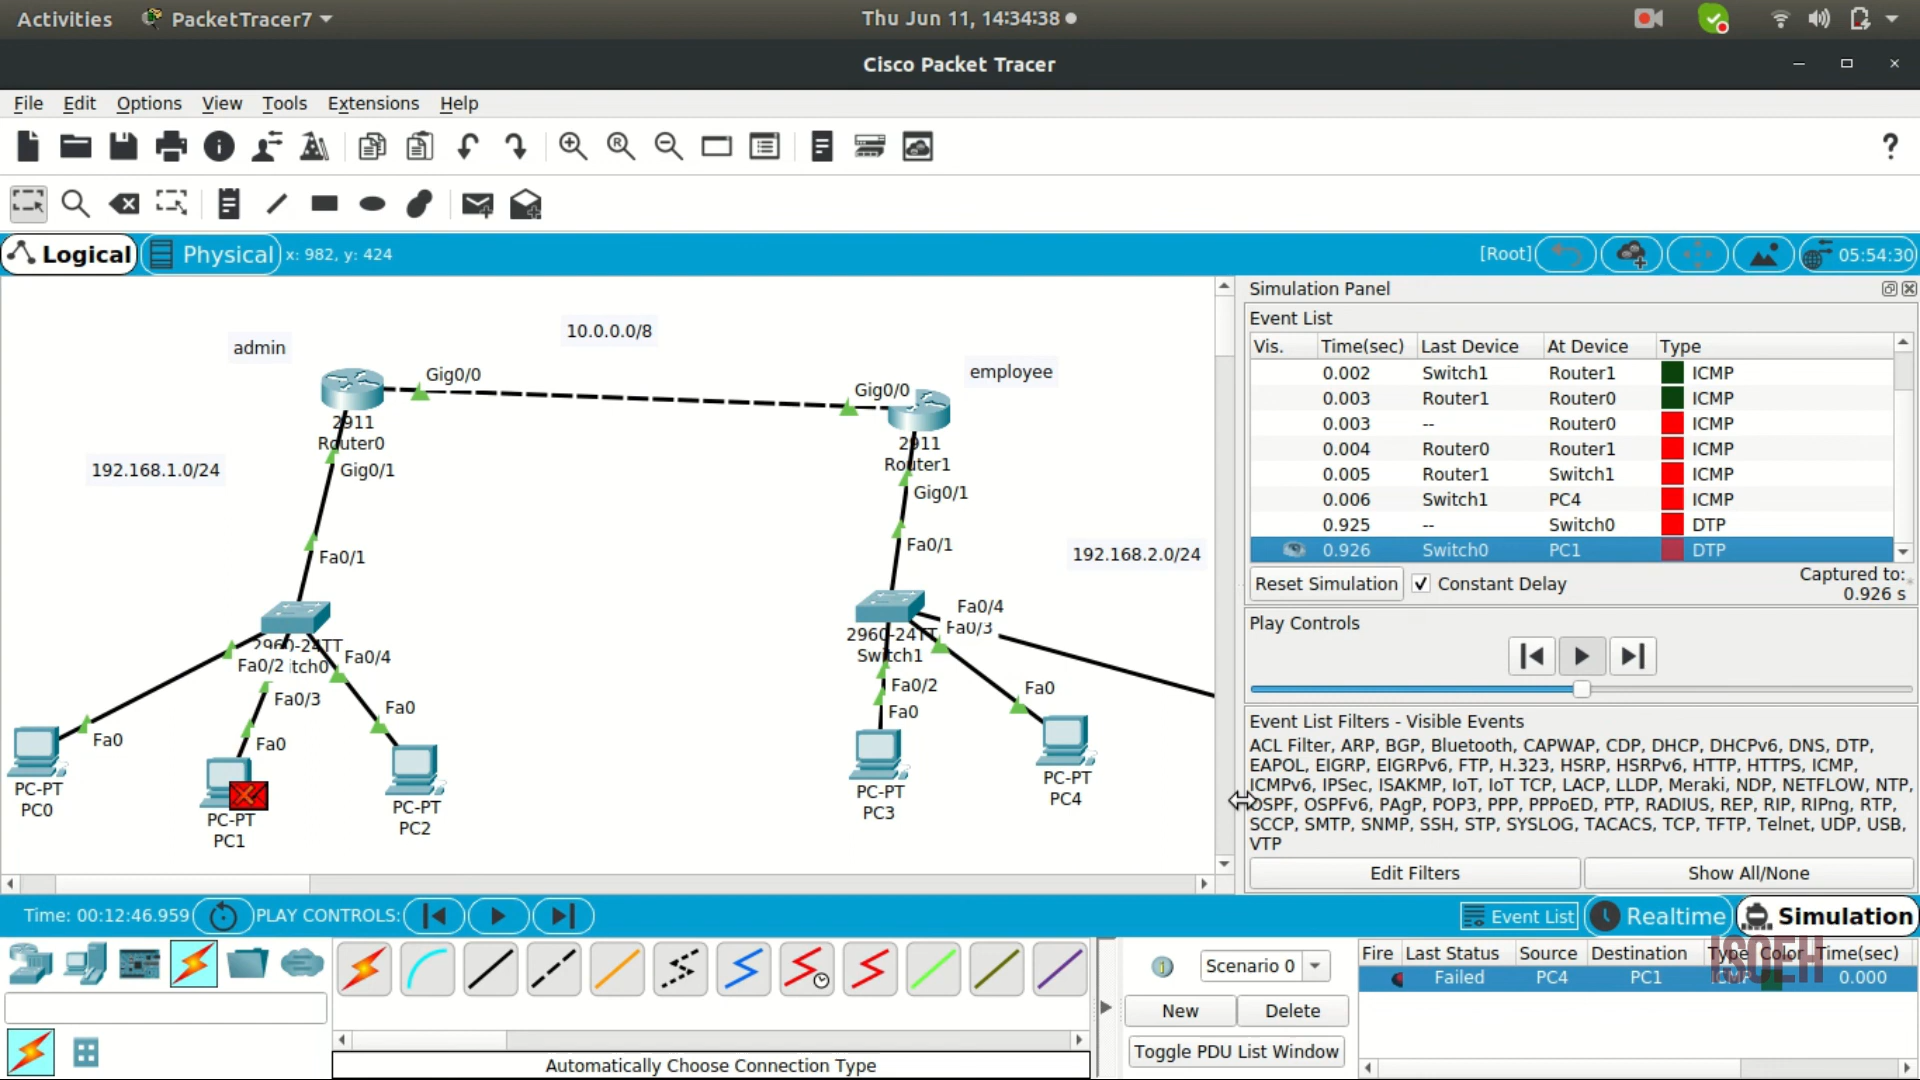 Activities PacketTracer7 Thu Jun 11, 14:34:38
Cisco Packet Tracer
File Edit Options View Tools Extensions Help
Logical Physical x: 982, y: 424 [Root] 05:54:30
Simulation Panel
Event List
Vis. Time(sec) Last Device At Device Type
0.002 Switch1 Router1 ICMP
0.003 Router1 Router0 ICMP
0.003 -- Router0 ICMP
0.004 Router0 Router1 ICMP
0.005 Router1 Switch1 ICMP
0.006 Switch1 PC4 ICMP
0.925 -- Switch0 DTP
0.926 Switch0 PC1 DTP
Reset Simulation Constant Delay Captured to:
0.926 s
Play Controls
Event List Filters - Visible Events
ACL Filter, ARP, BGP, Bluetooth, CAPWAP, CDP, DHCP, DHCPv6, DNS, DTP,
EAPOL, EIGRP, EIGRPv6, FTP, H.323, HSRP, HSRPv6, HTTP, HTTPS, ICMP,
ICMPv6, IPSec, ISAKMP, IoT, IoT TCP, LACP, LLDP, Meraki, NDP, NETFLOW, NTP,
OSPF, OSPFv6, PAgP, POP3, PPP, PPPoED, PTP, RADIUS, REP, RIP, RIPng, RTP,
SCCP, SMTP, SNMP, SSH, STP, SYSLOG, TACACS, TCP, TFTP, Telnet, UDP, USB,
VTP
Edit Filters Show All/None
10.0.0.0/8
admin
employee
Gig0/0
Gig0/0
2911
Router0
2911
Router1
192.168.1.0/24
Gig0/1
Gig0/1
Fa0/1
Fa0/1
192.168.2.0/24
2960-24TT
itch0
Fa0/2
Fa0/4
Fa0/3
Fa0/4
Fa0/3
2960-24TT
Switch1
Fa0/2
Fa0
Fa0
Fa0
Fa0
Fa0
PC-PT
PC0
PC-PT
PC1
PC-PT
PC2
PC-PT
PC3
PC-PT
PC4
Time: 00:12:46.959 PLAY CONTROLS: Event List Realtime Simulation
Scenario 0
New Delete
Toggle PDU List Window
Fire Last Status Source Destination Type Color Time(sec)
Failed PC4 PC1 ICMP 0.000
ISOEH
Automatically Choose Connection Type